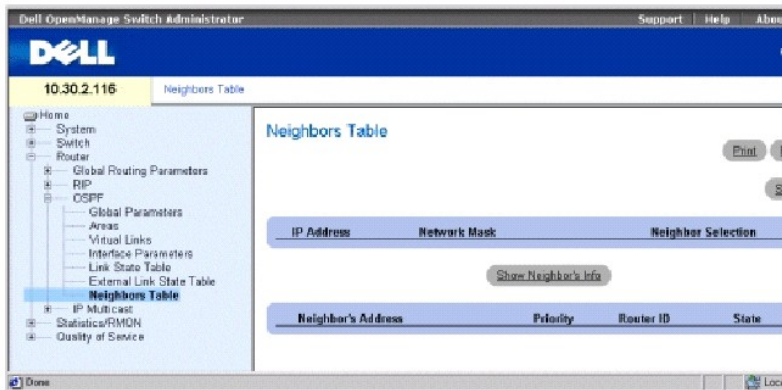 Dell OpenManage Switch Administrator Support Help
DELL
10.30.2.116 Neighbors Table
Home
System
Switch
Router
Global Routing Parameters
RIP
OSPF
Global Parameters
Areas
Virtual Links
Interface Parameters
Link State Table
External Link State Table
Neighbors Table
IP Multicast
Statistics/RMON
Quality of Service
Neighbors Table
Print
IP Address Network Mask Neighbor Selection
Show Neighbor's Info
Neighbor's Address Priority Router ID State
Done